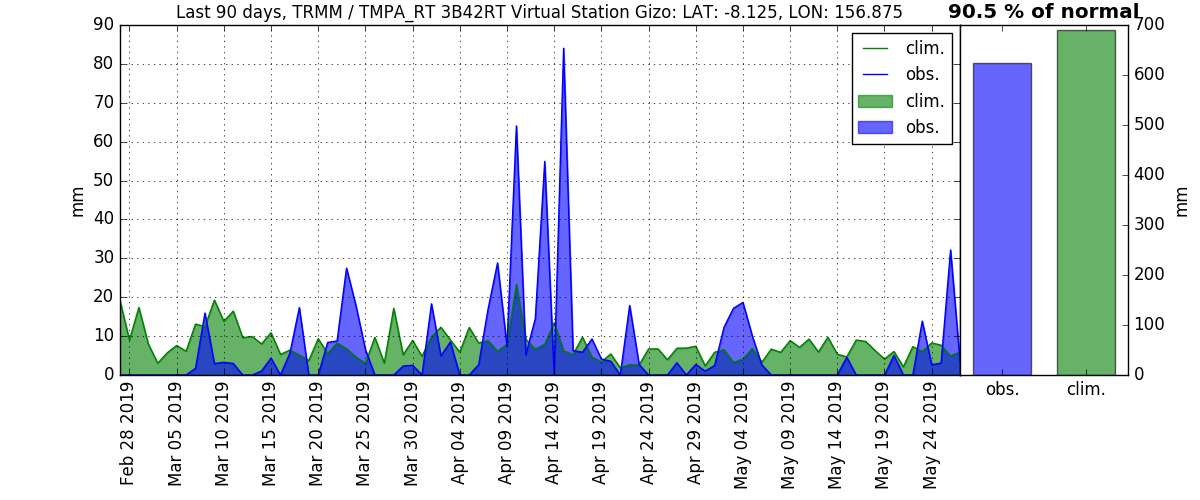 Last 90 days, TRMM / TMPA_RT 3B42RT Virtual Station Gizo: LAT: -8.125, LON: 156.875
90.5 % of normal
mm
90
80
70
60
50
40
30
20
10
0
clim.
obs.
clim.
obs.
Feb 28 2019
Mar 05 2019
Mar 10 2019
Mar 15 2019
Mar 20 2019
Mar 25 2019
Mar 30 2019
Apr 04 2019
Apr 09 2019
Apr 14 2019
Apr 19 2019
Apr 24 2019
Apr 29 2019
May 04 2019
May 09 2019
May 14 2019
May 19 2019
May 24 2019
obs.
clim.
700
600
500
400
300
200
100
0
mm